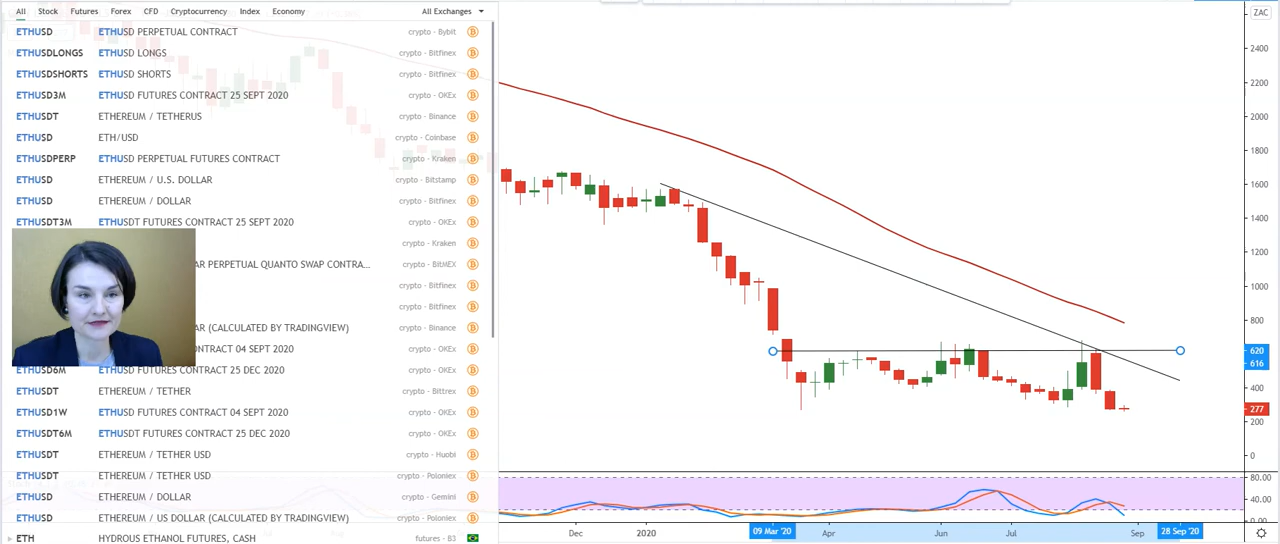 All Stock Futures Forex CFD Cryptocurrency Index Economy All Exchanges
ETHUSD ETHUSD PERPETUAL CONTRACT crypto - Bybit
ETHUSDLONGS ETHUSD LONGS crypto - Bitfinex
ETHUSDSHORTS ETHUSD SHORTS crypto - Bitfinex
ETHUSD3M ETHUSD FUTURES CONTRACT 25 SEPT 2020 crypto - OKEx
ETHUSDT ETHEREUM / TETHERUS crypto - Binance
ETHUSD ETH/USD crypto - Coinbase
ETHUSDPERP ETHUSD PERPETUAL FUTURES CONTRACT crypto - Kraken
ETHUSD ETHEREUM / U.S. DOLLAR crypto - Bitstamp
ETHUSD ETHEREUM / DOLLAR crypto - Bitfinex
ETHUSDT3M ETHUSDT FUTURES CONTRACT 25 SEPT 2020 crypto - OKEx
crypto - Kraken
AR PERPETUAL QUANTO SWAP CONTRA... crypto - BitMEX
crypto - Bitfinex
crypto - Bitfinex
AR (CALCULATED BY TRADINGVIEW) crypto - Binance
CONTRACT 04 SEPT 2020 crypto - OKEx
ETHUSD6M ETHUSD FUTURES CONTRACT 25 DEC 2020 crypto - OKEx
ETHUSDT ETHEREUM / TETHER crypto - Bittrex
ETHUSD1W ETHUSD FUTURES CONTRACT 04 SEPT 2020 crypto - OKEx
ETHUSDT6M ETHUSDT FUTURES CONTRACT 25 DEC 2020 crypto - OKEx
ETHUSDT ETHEREUM / TETHER USD crypto - Huobi
ETHUSDT ETHEREUM / TETHER USD crypto - Poloniex
ETHUSD ETHEREUM / DOLLAR crypto - Gemini
ETHUSD ETHEREUM / US DOLLAR (CALCULATED BY TRADINGVIEW) crypto - Poloniex
ETH HYDROUS ETHANOL FUTURES, CASH futures - B3
ZAC
2400
2200
2000
1800
1600
1400
1200
1000
800
620
616
400
277
200
0
80.00
40.00
0.00
Dec 2020 09 Mar '20 Apr Jun Jul Sep 28 Sep '20